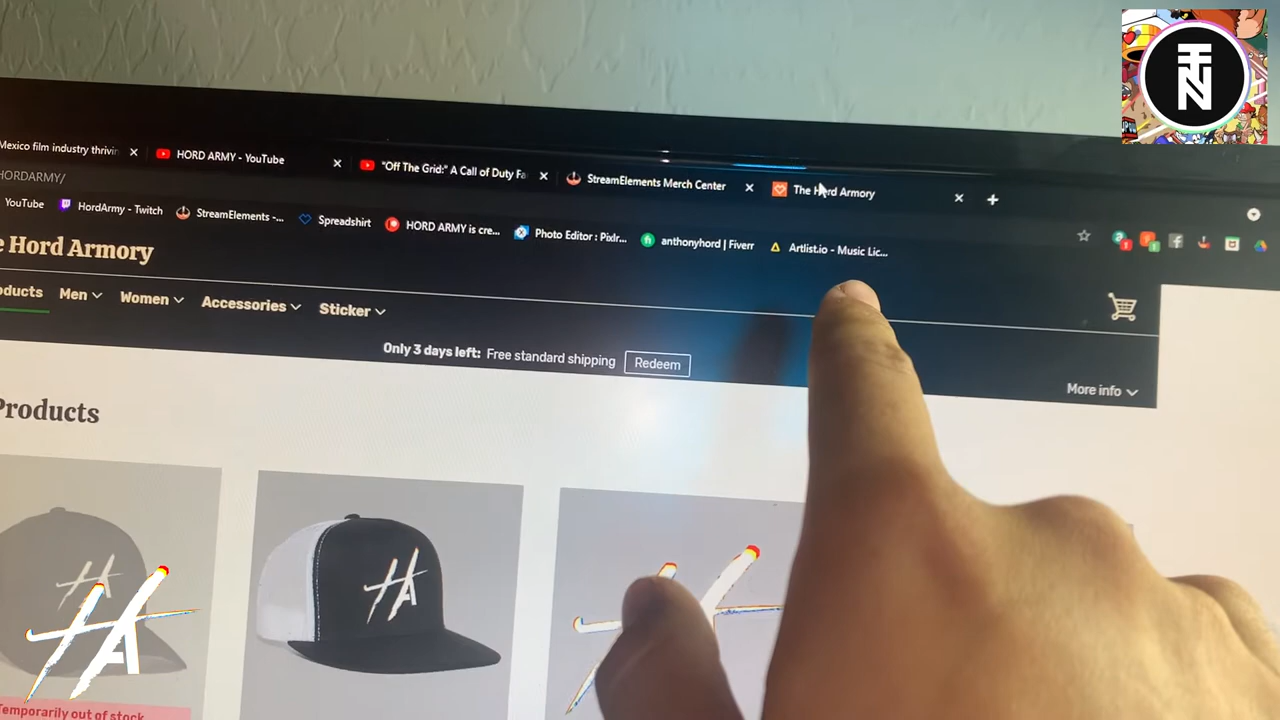 Mexico film industry thrivin
HORD ARMY - YouTube
"Off The Grid:" A Call of Duty Fa
StreamElements Merch Center
The Hord Armory
HORDARMY/
YouTube
HordArmy - Twitch
StreamElements -...
Spreadshirt
HORD ARMY is cre...
Photo Editor : Pixlr...
anthonyhord | Fiverr
Artlist.io - Music Lic...
e Hord Armory
oducts
Men
Women
Accessories
Sticker
Only 3 days left: Free standard shipping Redeem
More info
Products
HA
HA
HA
Temporarily out of stock